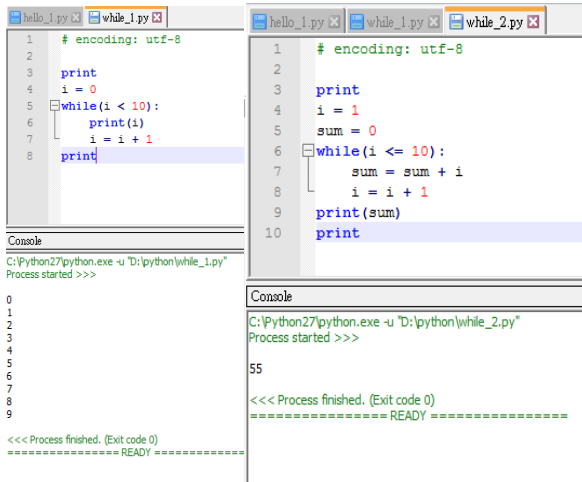 hello_1.py while_1.py
1 # encoding: utf-8
2
3 print
4 i = 0
5 while(i < 10):
6 print(i)
7 i = i + 1
8 print
Console
C:\Python27\python.exe -u "D:\python\while_1.py"
Process started >>>
0
1
2
3
4
5
6
7
8
9
<<< Process finished. (Exit code 0)
================ READY ================
hello_1.py while_1.py while_2.py
1 # encoding: utf-8
2
3 print
4 i = 1
5 sum = 0
6 while(i <= 10):
7 sum = sum + i
8 i = i + 1
9 print(sum)
10 print
Console
C:\Python27\python.exe -u "D:\python\while_2.py"
Process started >>>
55
<<< Process finished. (Exit code 0)
================ READY ================